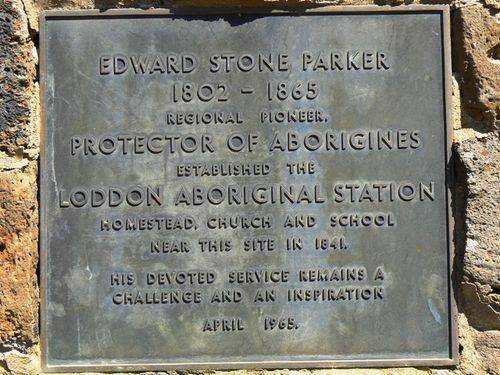 EDWARD STONE PARKER
1802 - 1865
REGIONAL PIONEER,
PROTECTOR OF ABORIGINES
ESTABLISHED THE
LODDON ABORIGINAL STATION
HOMESTEAD, CHURCH AND SCHOOL
NEAR THIS SITE IN 1841.
HIS DEVOTED SERVICE REMAINS A
CHALLENGE AND AN INSPIRATION
APRIL 1965.